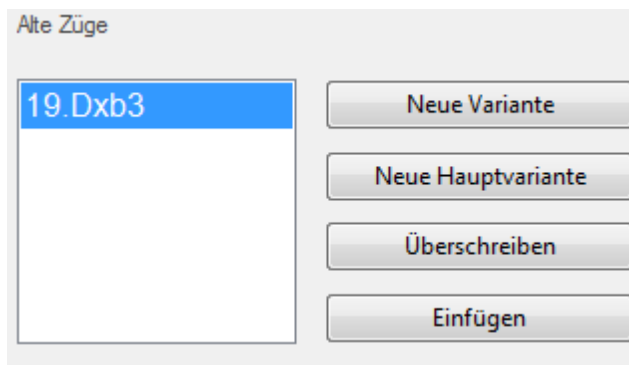 Alte Züge
19.Dxb3
Neue Variante
Neue Hauptvariante
Überschreiben
Einfügen